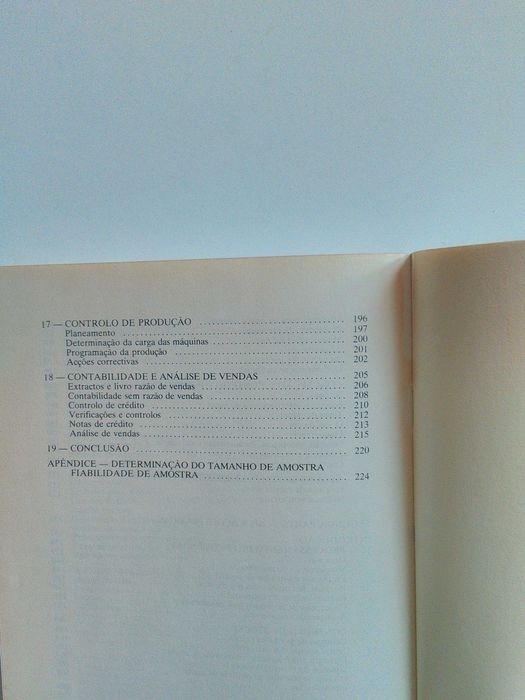 17 — CONTROLO DE PRODUÇÃO ................................. 196
Planeamento ................................................ 197
Determinação da carga das máquinas ............................ 200
Programação da produção ...................................... 201
Acções correctivas ............................................ 202
18 — CONTABILIDADE E ANÁLISE DE VENDAS .................. 205
Extractos e livro razão de vendas ................................ 206
Contabilidade sem razão de vendas .............................. 208
Controlo de crédito ........................................... 210
Verificações e controlos ........................................ 212
Notas de crédito .............................................. 213
Análise de vendas ............................................. 215
19 — CONCLUSÃO ............................................... 220
APÊNDICE — DETERMINAÇÃO DO TAMANHO DE AMOSTRA
FIABILIDADE DE AMOSTRA ................................ 224